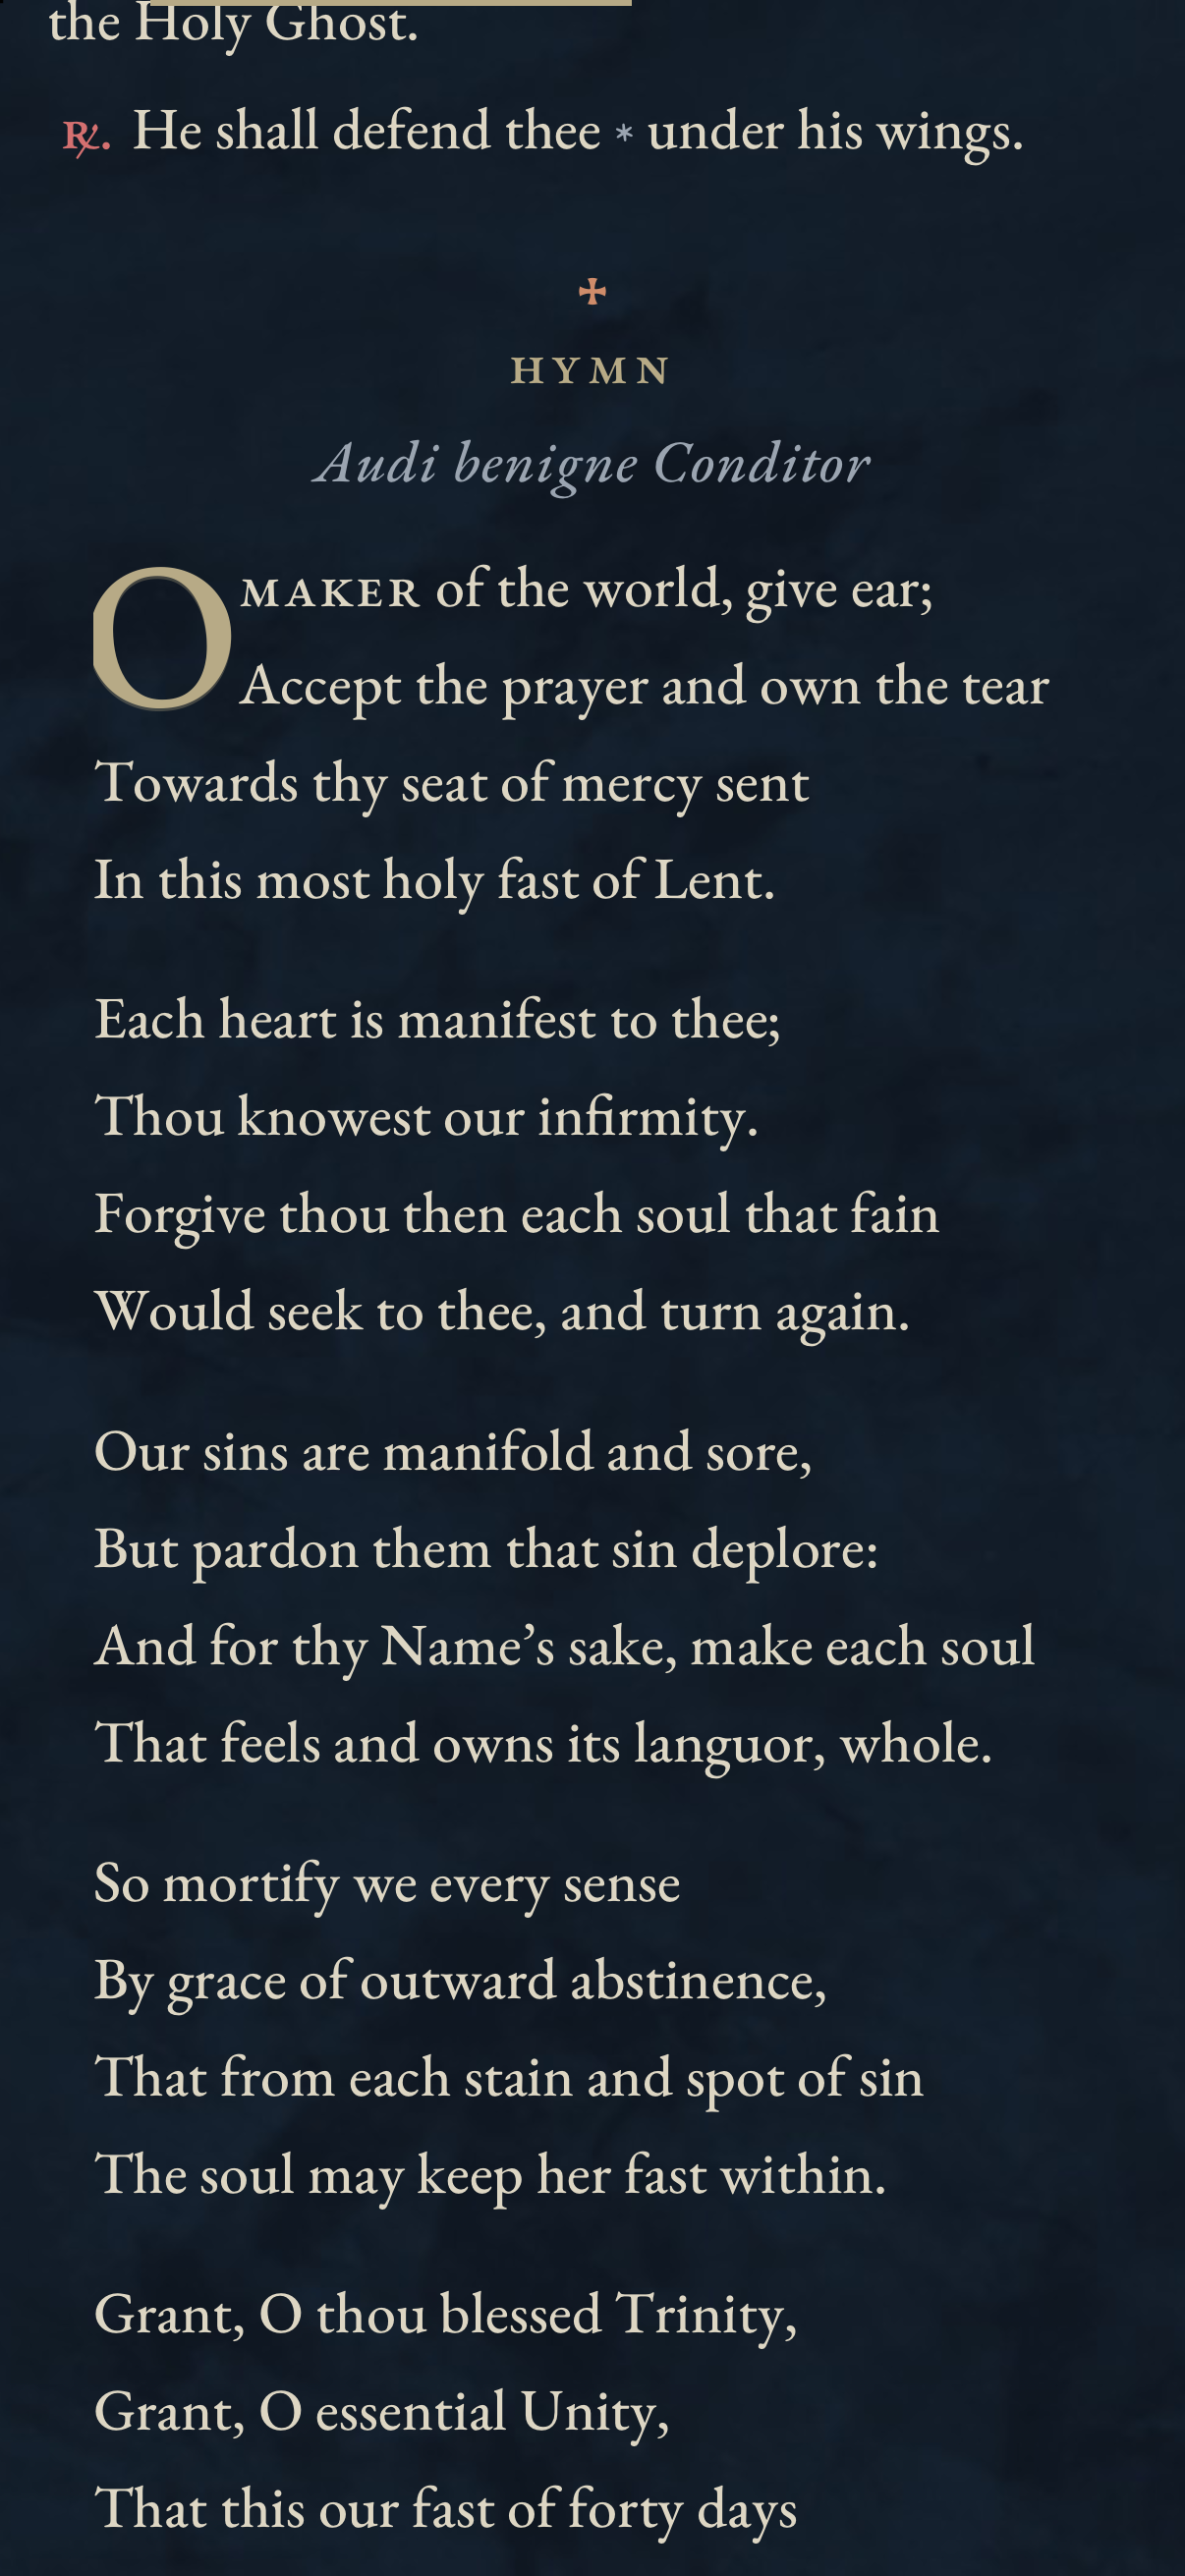 the Holy Ghost.
℟. He shall defend thee * under his wings.
✠
HYMN
Audi benigne Conditor
O MAKER of the world, give ear;
Accept the prayer and own the tear
Towards thy seat of mercy sent
In this most holy fast of Lent.
Each heart is manifest to thee;
Thou knowest our infirmity.
Forgive thou then each soul that fain
Would seek to thee, and turn again.
Our sins are manifold and sore,
But pardon them that sin deplore:
And for thy Name’s sake, make each soul
That feels and owns its languor, whole.
So mortify we every sense
By grace of outward abstinence,
That from each stain and spot of sin
The soul may keep her fast within.
Grant, O thou blessed Trinity,
Grant, O essential Unity,
That this our fast of forty days